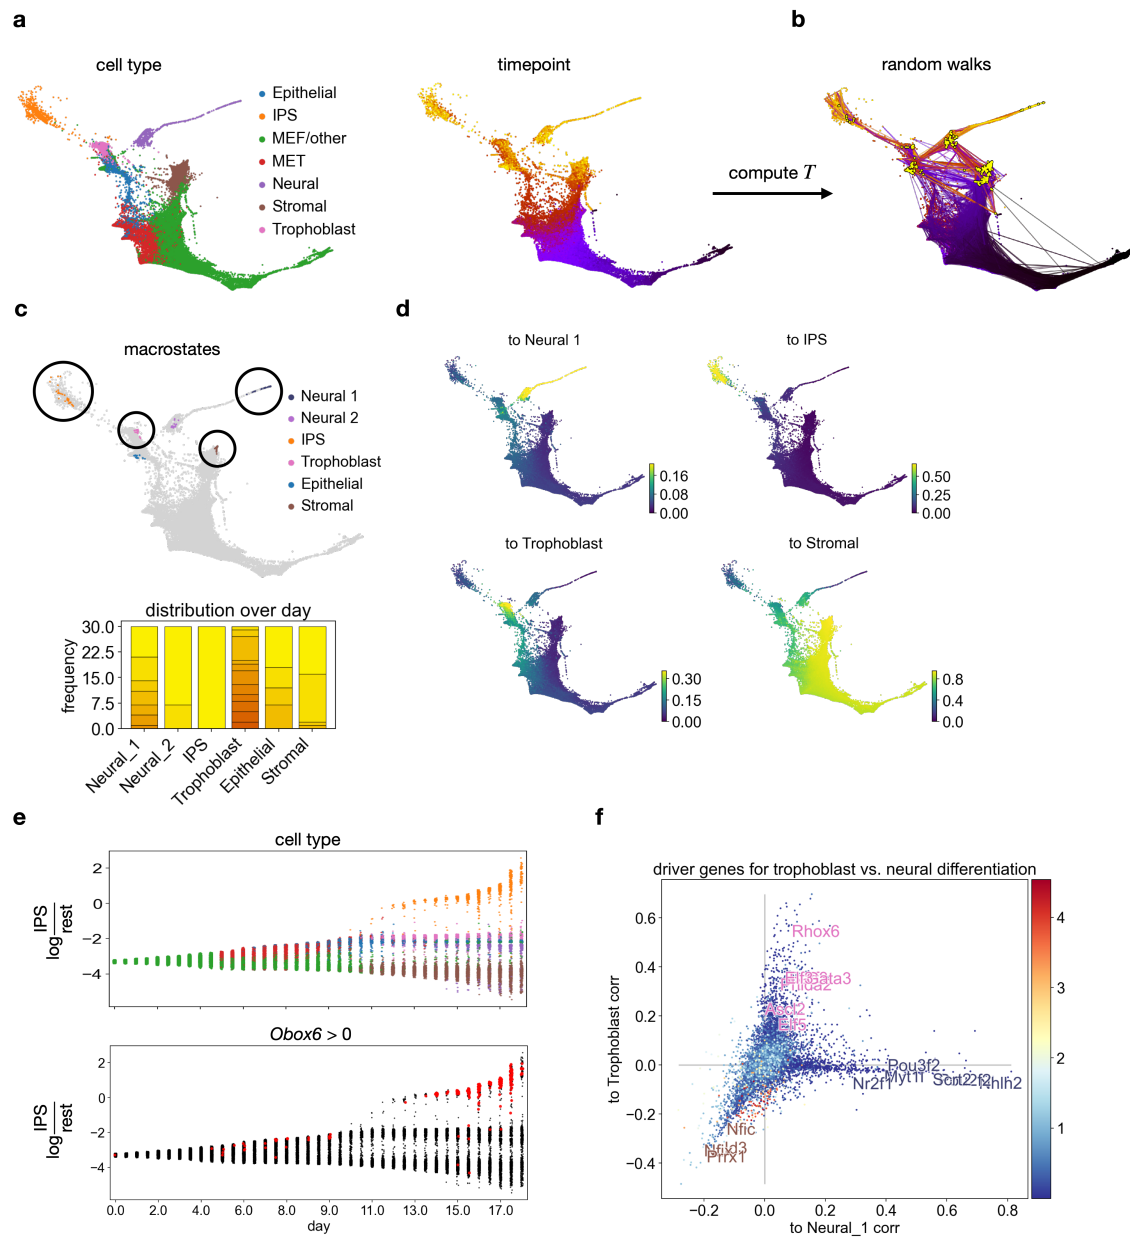 a
b
cell type
Epithelial
IPS
MEF/other
MET
Neural
Stromal
Trophoblast
timepoint
compute T
random walks
c
d
macrostates
Neural 1
Neural 2
IPS
Trophoblast
Epithelial
Stromal
to Neural 1
0.16
0.08
0.00
to IPS
0.50
0.25
0.00
to Trophoblast
0.30
0.15
0.00
to Stromal
0.8
0.4
0.0
distribution over day
frequency
30.0
22.5
15.0
7.5
0.0
Neural_1
Neural_2
IPS
Trophoblast
Epithelial
Stromal
e
f
cell type
log IPS
rest
2
0
−2
−4
Obox6 > 0
log IPS
rest
2
0
−2
−4
0.0 2.0 4.0 6.0 7.0 8.0 9.0 11.0 13.0 15.0 17.0
day
driver genes for trophoblast vs. neural differentiation
to Trophoblast corr
0.6
0.4
0.2
0.0
−0.2
−0.4
Rhox6
Gata3
Ascl2
Elf5
Pou3f2
Myt1l
Nr2f1
Nhlh2
Nfic
Id3
Prrx1
−0.2 0.0 0.2 0.4 0.6 0.8
to Neural_1 corr
4
3
2
1